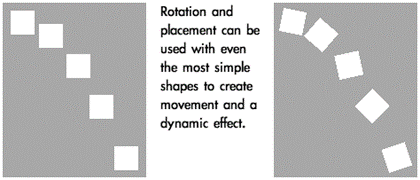 Rotation and
placement can be
used with even
the most simple
shapes to create
movement and a
dynamic effect.